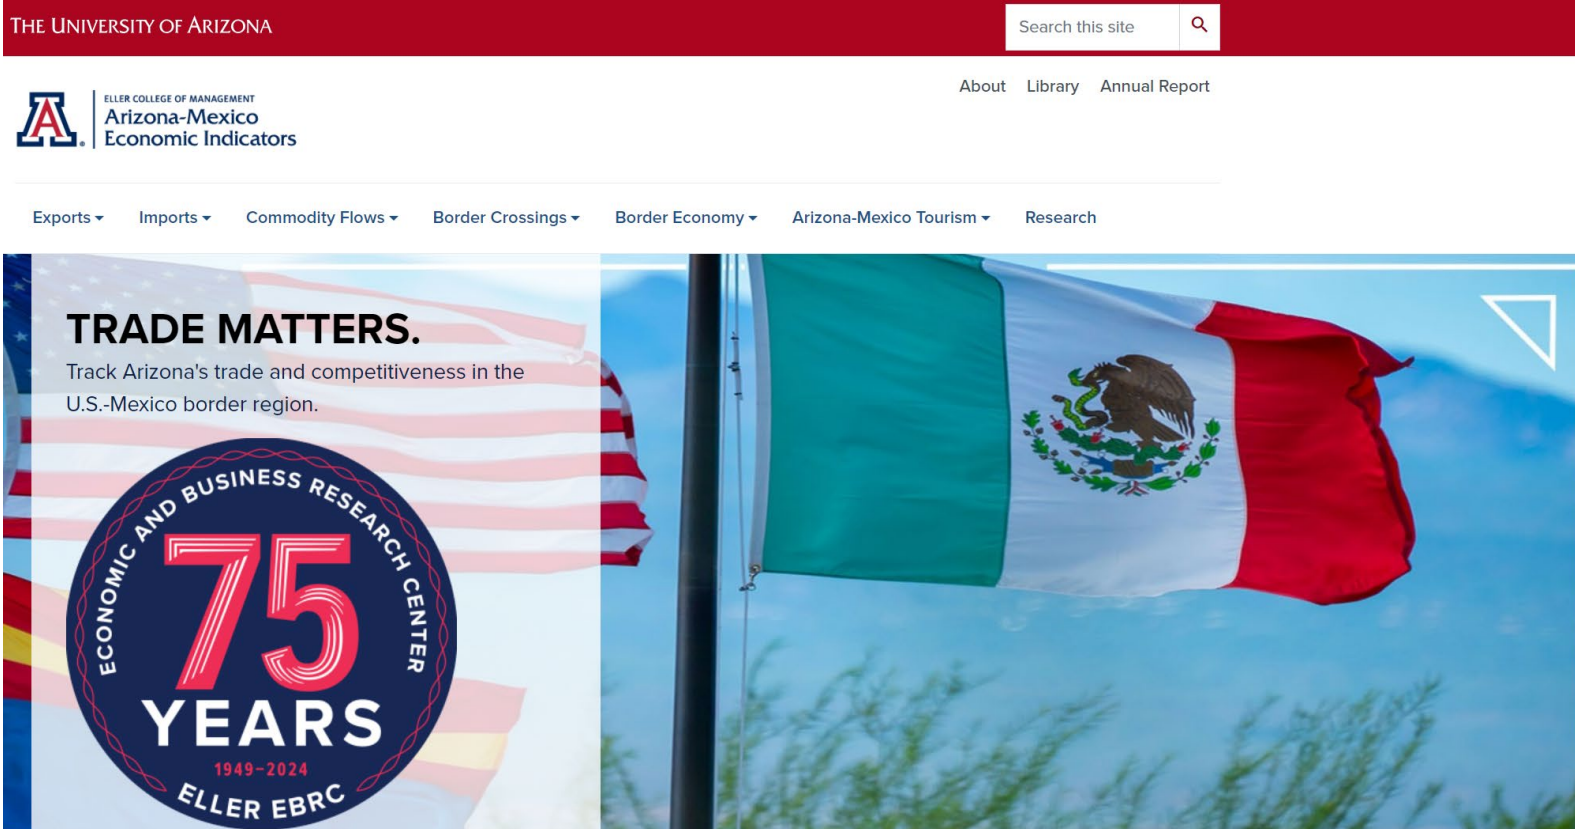 THE UNIVERSITY OF ARIZONA
Search this site
About Library Annual Report
ELLER COLLEGE OF MANAGEMENT
Arizona-Mexico
Economic Indicators
Exports Imports Commodity Flows Border Crossings Border Economy Arizona-Mexico Tourism Research
TRADE MATTERS.
Track Arizona's trade and competitiveness in the
U.S.-Mexico border region.
ECONOMIC AND BUSINESS RESEARCH CENTER
75
YEARS
1949-2024
ELLER EBRC